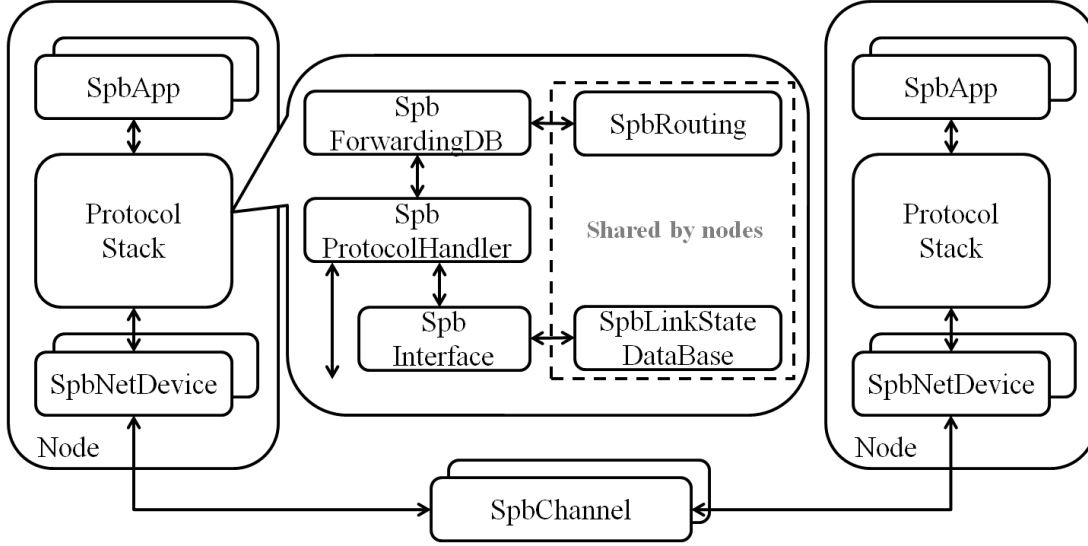 SpbApp
Protocol
Stack
SpbNetDevice
Node
Spb
ForwardingDB
SpbRouting
Spb
ProtocolHandler
Shared by nodes
Spb
Interface
SpbLinkState
DataBase
SpbApp
Protocol
Stack
SpbNetDevice
Node
SpbChannel